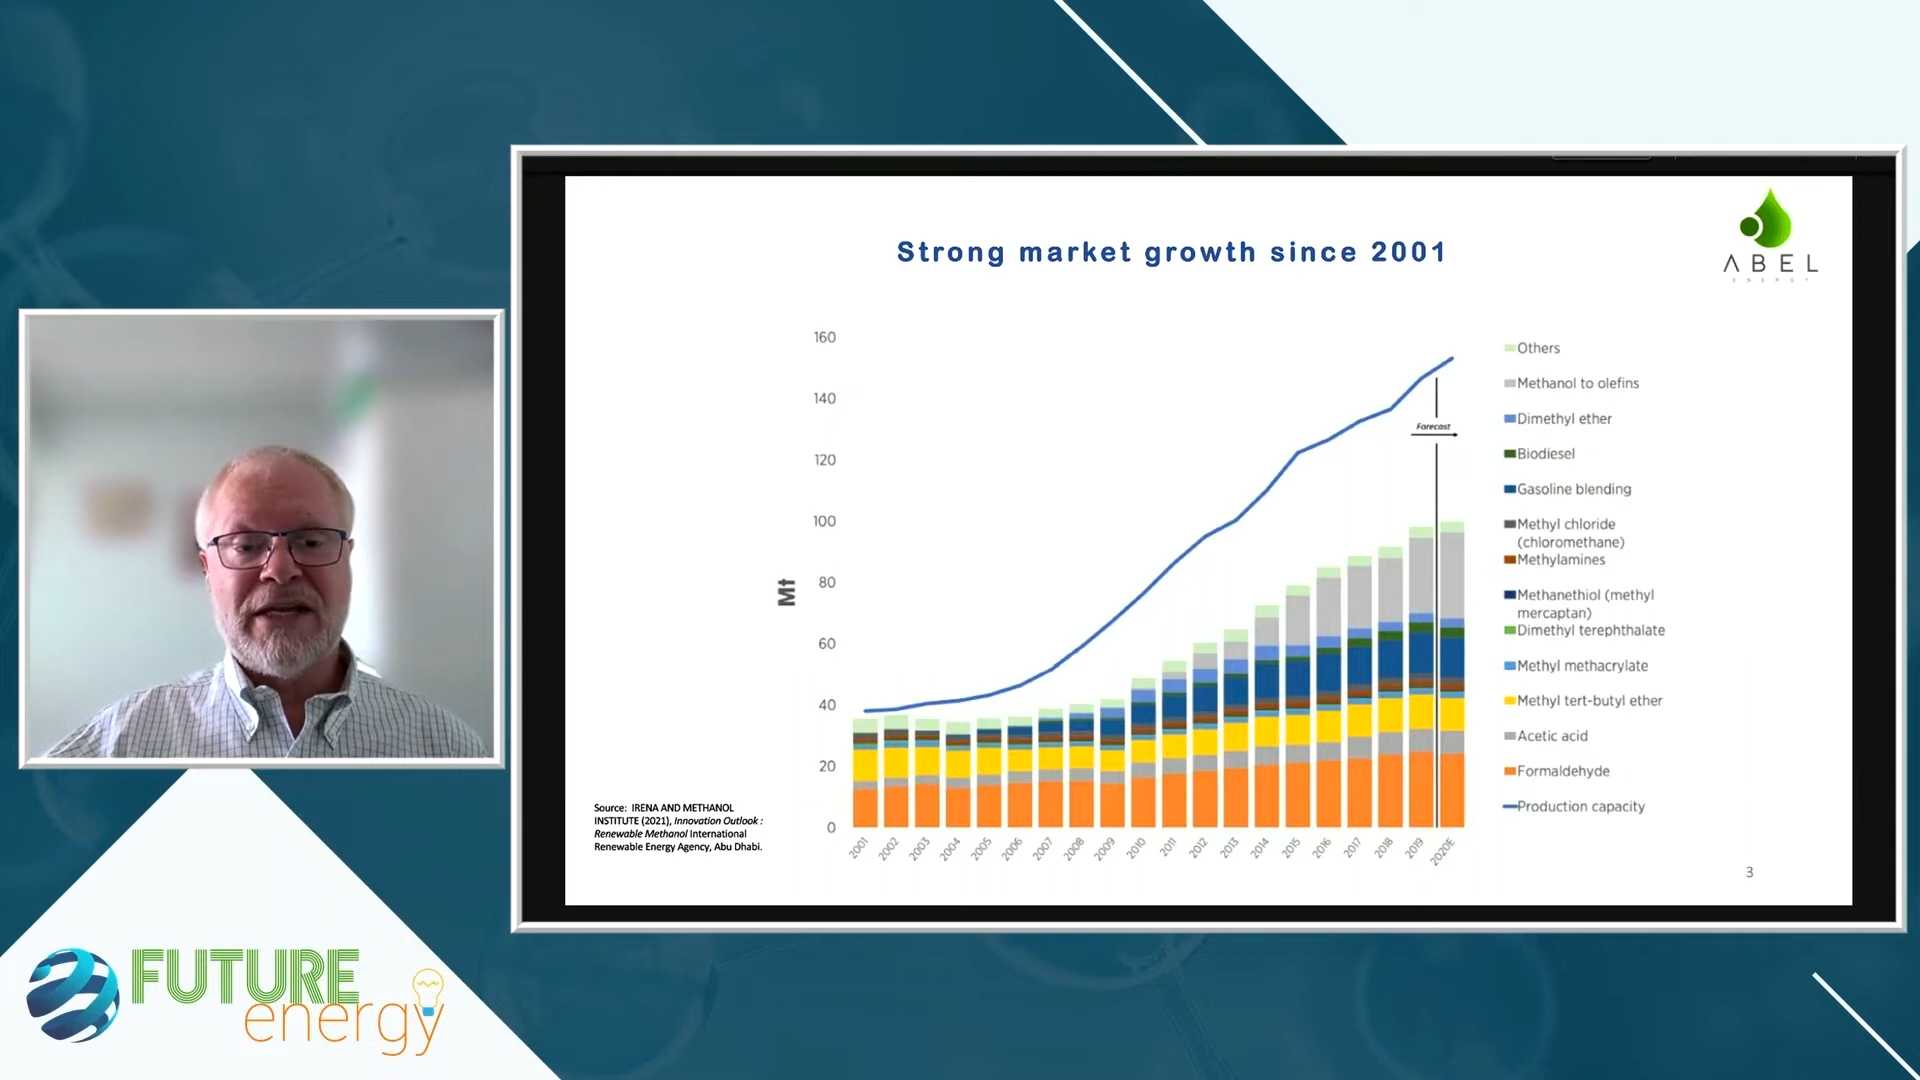 Strong market growth since 2001
ABEL
ENERGY
160
140
120
100
80
60
40
20
0
Mt
Forecast
2001
2002
2003
2004
2005
2006
2007
2008
2009
2010
2011
2012
2013
2014
2015
2016
2017
2018
2019
2020E
Others
Methanol to olefins
Dimethyl ether
Biodiesel
Gasoline blending
Methyl chloride
(chloromethane)
Methylamines
Methanethiol (methyl
mercaptan)
Dimethyl terephthalate
Methyl methacrylate
Methyl tert-butyl ether
Acetic acid
Formaldehyde
Production capacity
Source: IRENA AND METHANOL
INSTITUTE (2021), Innovation Outlook :
Renewable Methanol International
Renewable Energy Agency, Abu Dhabi.
3
FUTURE
energy